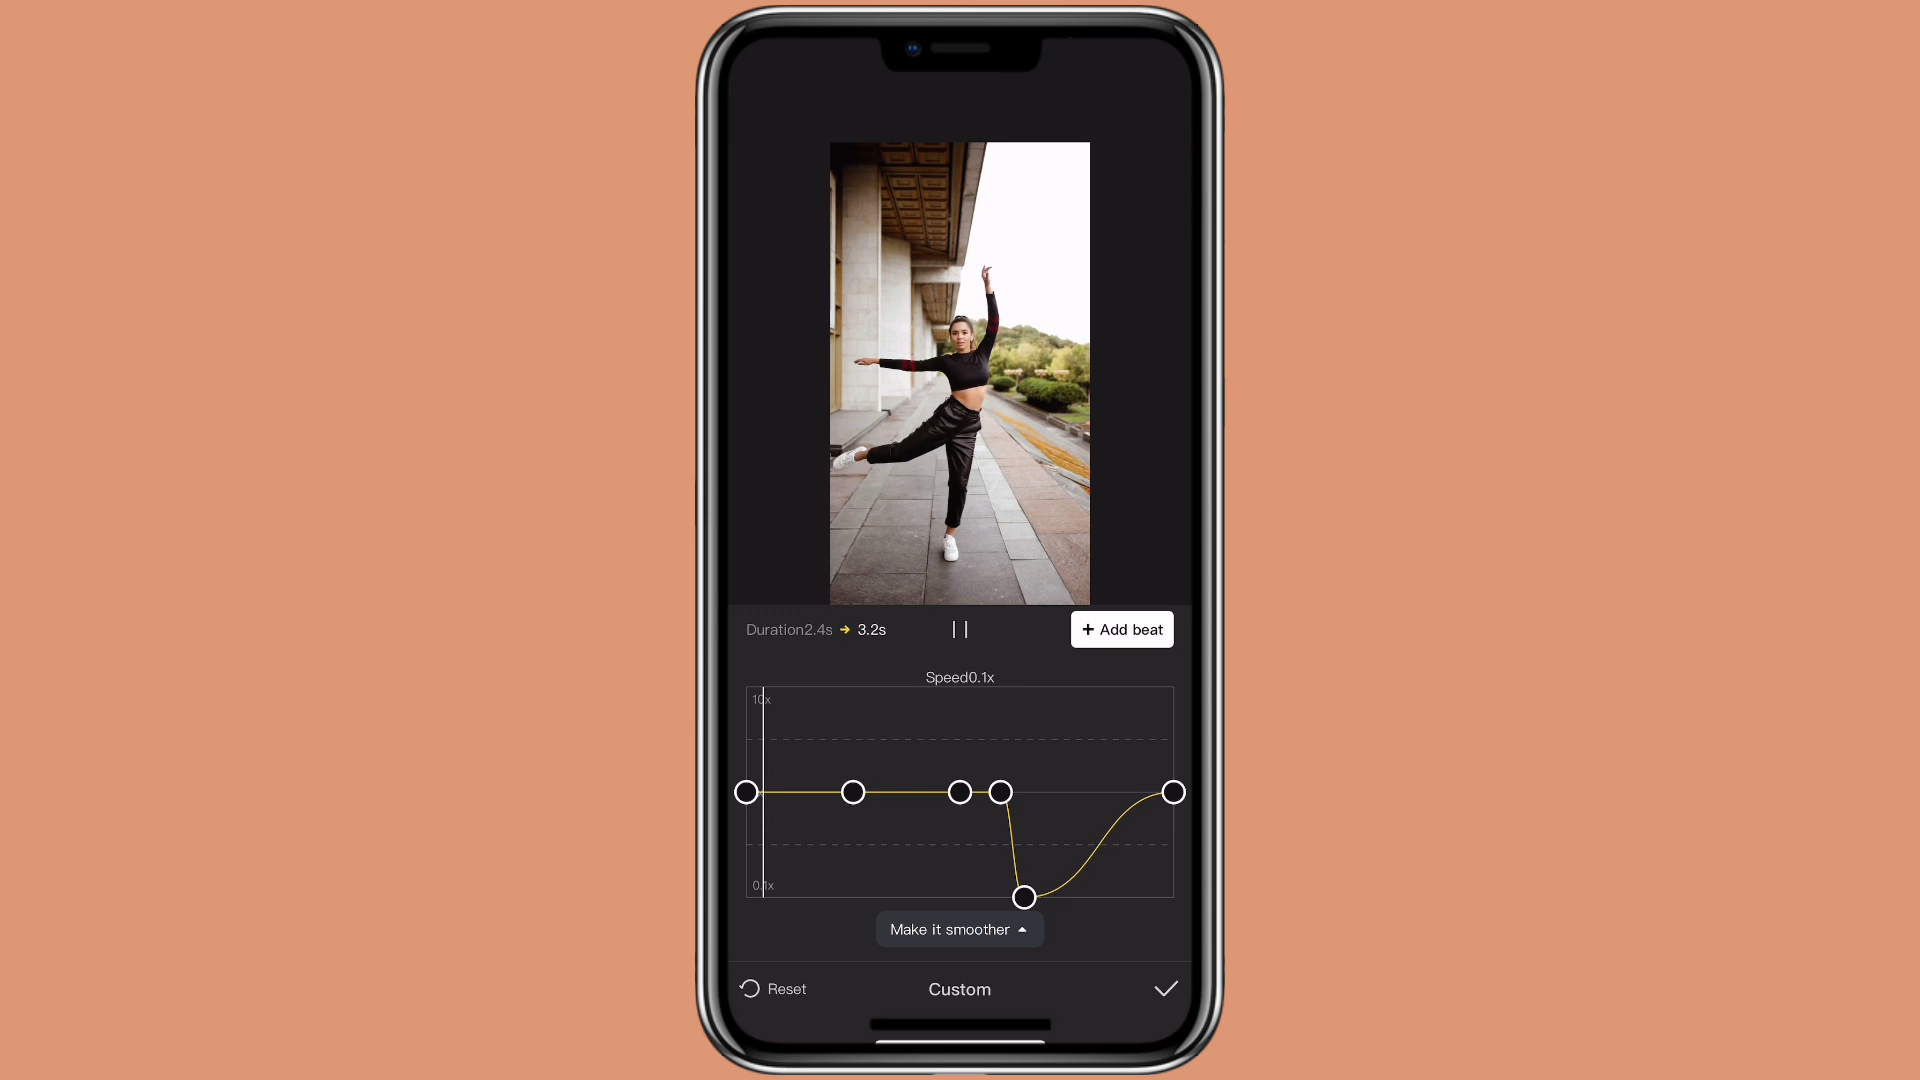 Duration2.4s → 3.2s
+ Add beat
Speed0.1x
10x
0.1x
Make it smoother
Reset
Custom